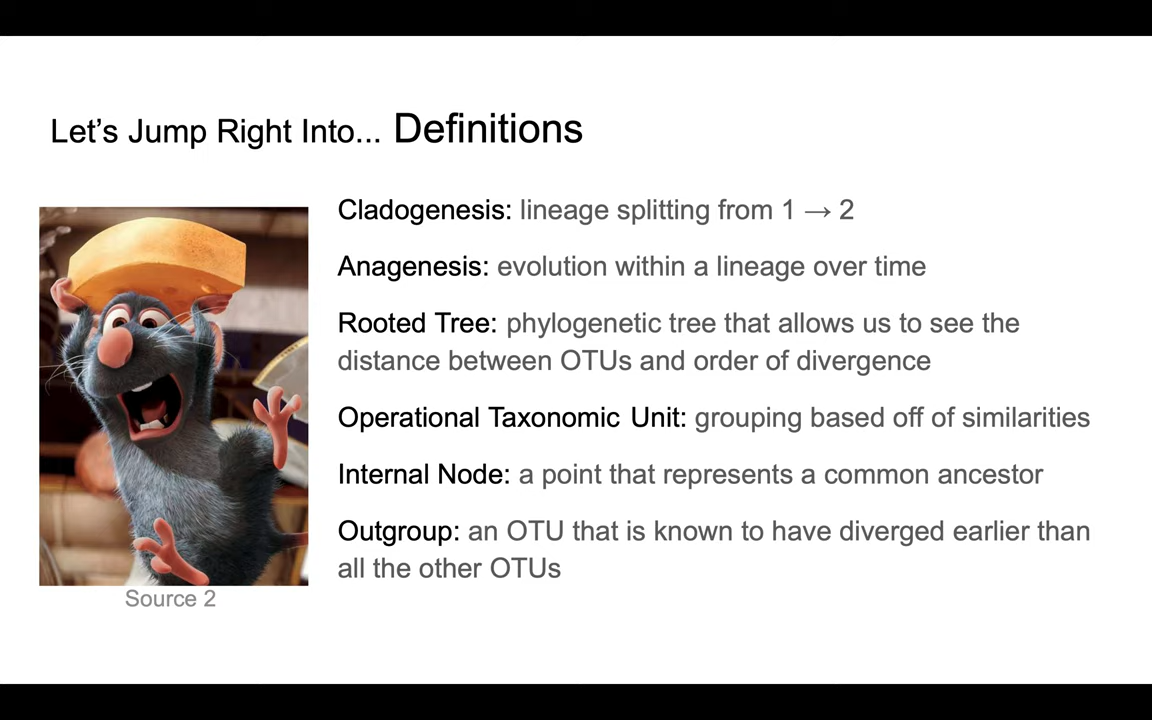 Let’s Jump Right Into... Definitions
Cladogenesis: lineage splitting from 1 → 2
Anagenesis: evolution within a lineage over time
Rooted Tree: phylogenetic tree that allows us to see the
distance between OTUs and order of divergence
Operational Taxonomic Unit: grouping based off of similarities
Internal Node: a point that represents a common ancestor
Outgroup: an OTU that is known to have diverged earlier than
all the other OTUs
Source 2